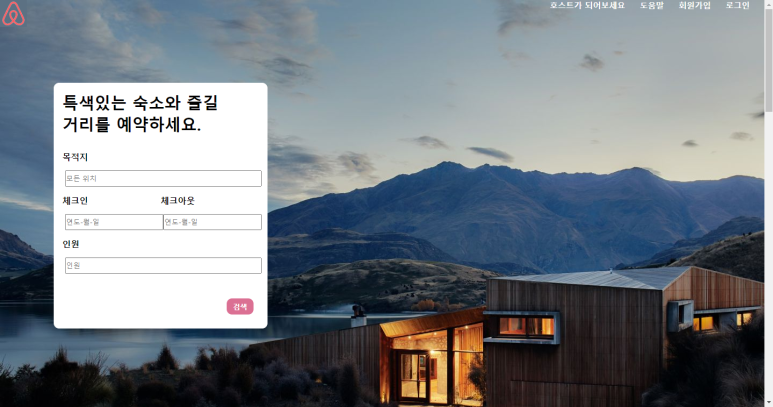 호스트가 되어보세요 도움말 회원가입 로그인
특색있는 숙소와 즐길
거리를 예약하세요.
목적지
모든 위치
체크인 체크아웃
연도-월-일 연도-월-일
인원
인원
검색